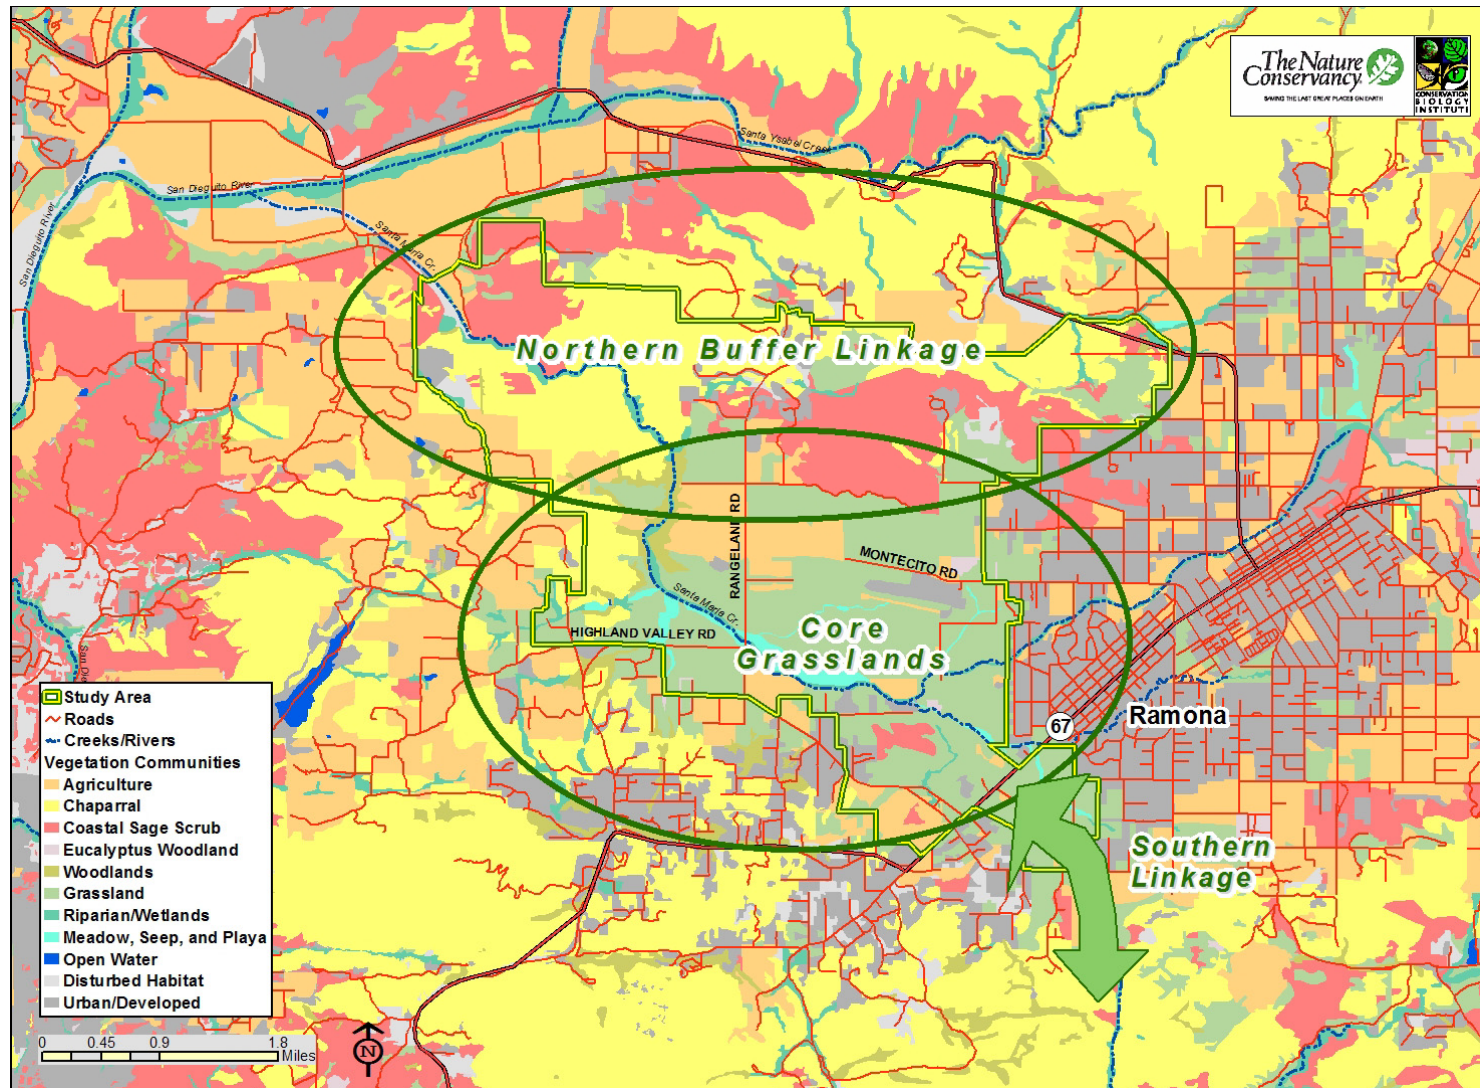 The Nature
Conservancy
SAVING THE LAST GREAT PLACES ON EARTH
CONSERVATION
BIOLOGY
INSTITUTE
Santa Ysabel Creek
San Dieguito River
San Dieguito River
Santa Maria Cr.
Northern Buffer Linkage
RANGELAND RD
MONTECITO RD
Santa Maria Cr.
HIGHLAND VALLEY RD
Core
Grasslands
67
Ramona
Southern
Linkage
Study Area
Roads
Creeks/Rivers
Vegetation Communities
Agriculture
Chaparral
Coastal Sage Scrub
Eucalyptus Woodland
Woodlands
Grassland
Riparian/Wetlands
Meadow, Seep, and Playa
Open Water
Disturbed Habitat
Urban/Developed
0 0.45 0.9 1.8
Miles
N